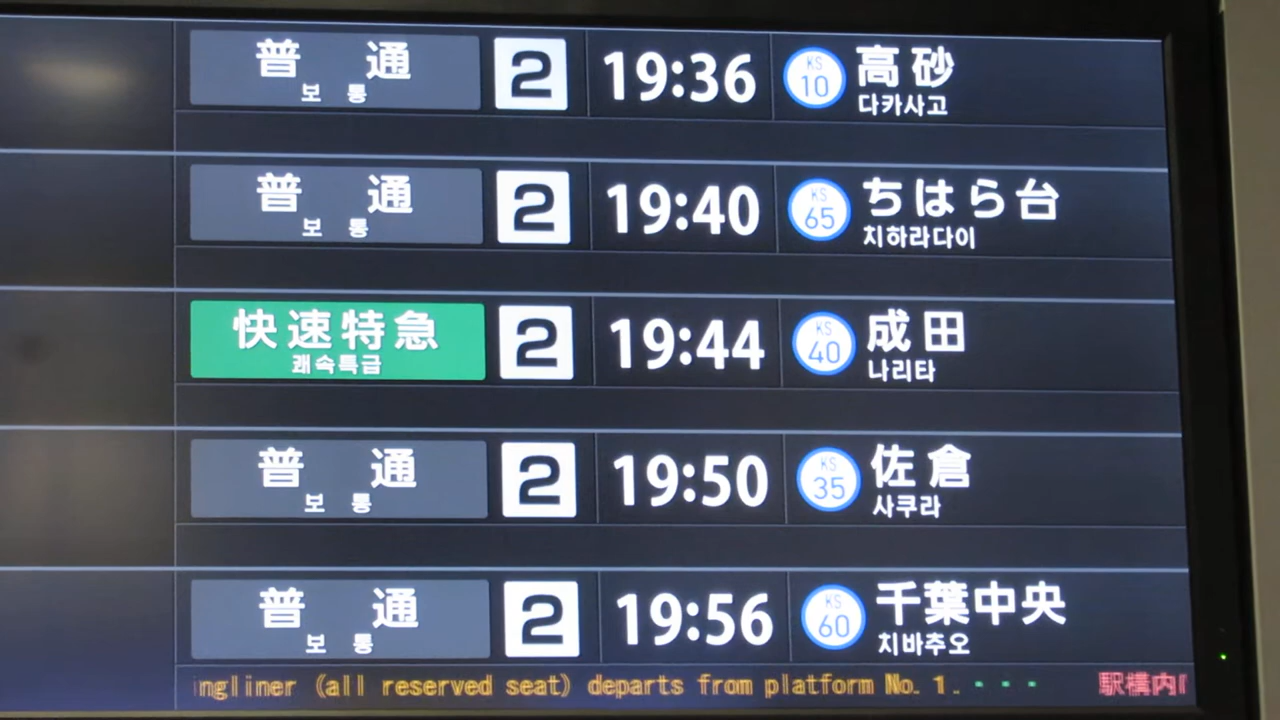 普通 2 19:36 KS 10 高砂
보통 다카사고
普通 2 19:40 KS 65 ちはら台
보통 치하라다이
快速特急 2 19:44 KS 40 成田
쾌속특급 나리타
普通 2 19:50 KS 35 佐倉
보통 사쿠라
普通 2 19:56 KS 60 千葉中央
보통 치바추오
ngliner (all reserved seat) departs from platform No. 1. ・・・ 駅構内